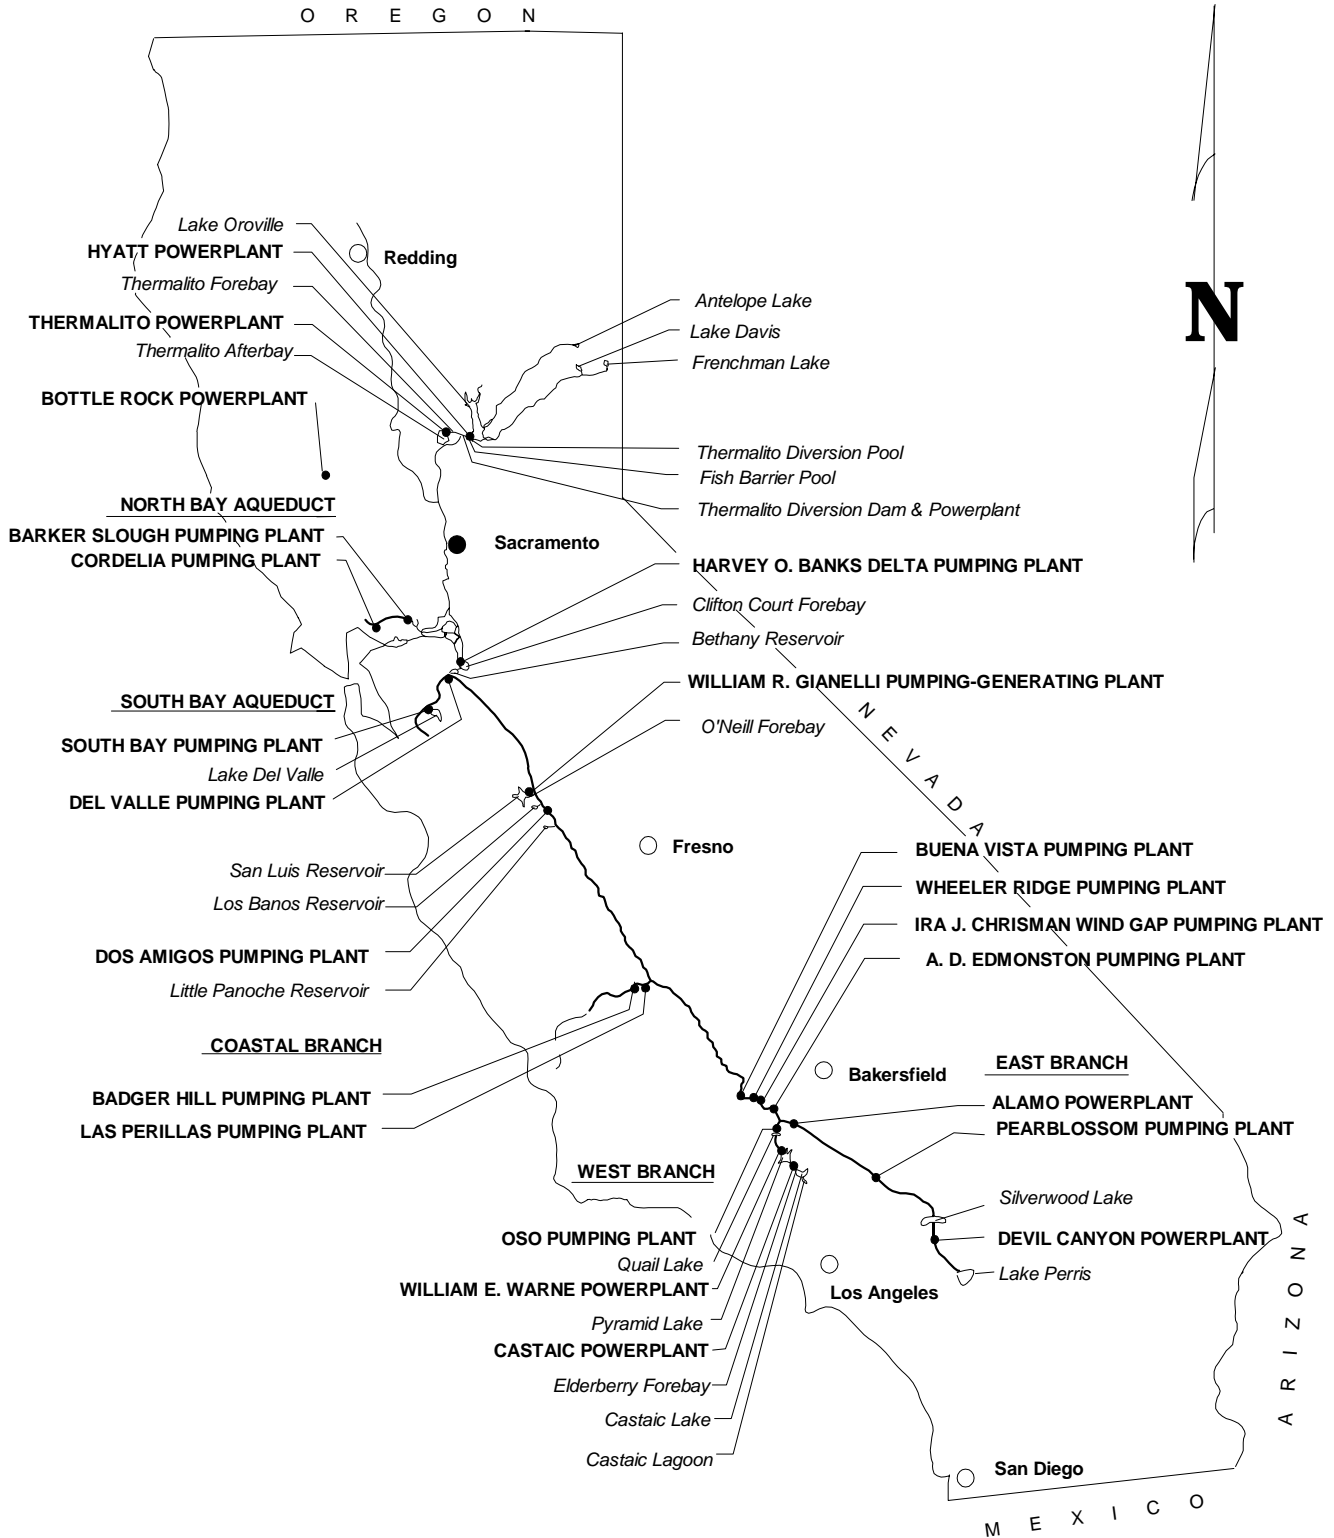 O R E G O N
Lake Oroville
HYATT POWERPLANT
Redding
Thermalito Forebay
N
Antelope Lake
THERMALITO POWERPLANT
Lake Davis
Thermalito Afterbay
Frenchman Lake
BOTTLE ROCK POWERPLANT
Thermalito Diversion Pool
Fish Barrier Pool
NORTH BAY AQUEDUCT
Thermalito Diversion Dam & Powerplant
BARKER SLOUGH PUMPING PLANT
Sacramento
CORDELIA PUMPING PLANT
HARVEY O. BANKS DELTA PUMPING PLANT
Clifton Court Forebay
Bethany Reservoir
WILLIAM R. GIANELLI PUMPING-GENERATING PLANT
SOUTH BAY AQUEDUCT
O'Neill Forebay
N E V A D A
SOUTH BAY PUMPING PLANT
Lake Del Valle
DEL VALLE PUMPING PLANT
Fresno
BUENA VISTA PUMPING PLANT
San Luis Reservoir
WHEELER RIDGE PUMPING PLANT
Los Banos Reservoir
IRA J. CHRISMAN WIND GAP PUMPING PLANT
DOS AMIGOS PUMPING PLANT
A. D. EDMONSTON PUMPING PLANT
Little Panoche Reservoir
COASTAL BRANCH
EAST BRANCH
Bakersfield
BADGER HILL PUMPING PLANT
ALAMO POWERPLANT
LAS PERILLAS PUMPING PLANT
PEARBLOSSOM PUMPING PLANT
WEST BRANCH
Silverwood Lake
OSO PUMPING PLANT
DEVIL CANYON POWERPLANT
Quail Lake
Lake Perris
WILLIAM E. WARNE POWERPLANT
Los Angeles
A R I Z O N A
Pyramid Lake
CASTAIC POWERPLANT
Elderberry Forebay
Castaic Lake
Castaic Lagoon
San Diego
M E X I C O